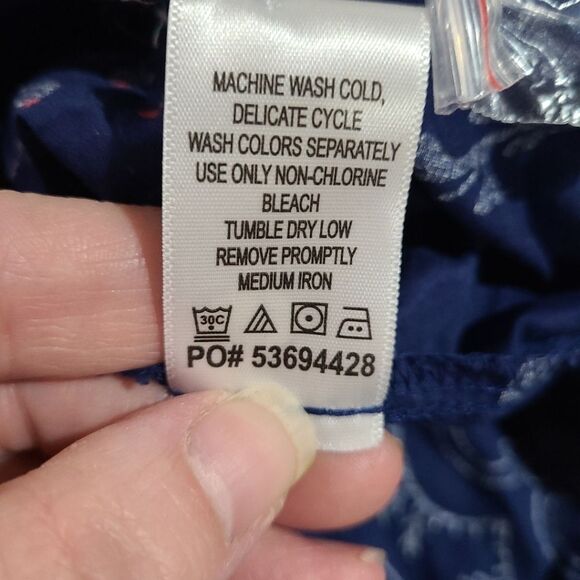 MACHINE WASH COLD,
DELICATE CYCLE
WASH COLORS SEPARATELY
USE ONLY NON-CHLORINE
BLEACH
TUMBLE DRY LOW
REMOVE PROMPTLY
MEDIUM IRON
30C
PO# 53694428